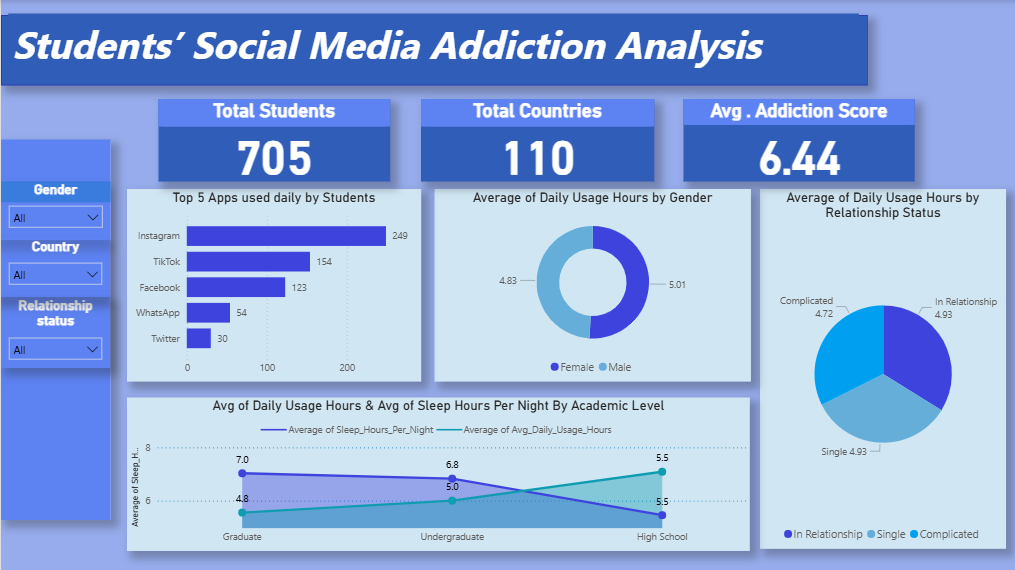 Students’ Social Media Addiction Analysis
Total Students
705
Total Countries
110
Avg . Addiction Score
6.44
Gender
All
Country
All
Relationship
status
All
Top 5 Apps used daily by Students
Instagram 249
TikTok 154
Facebook 123
WhatsApp 54
Twitter 30
0 100 200
Average of Daily Usage Hours by Gender
4.83
5.01
Female Male
Average of Daily Usage Hours by
Relationship Status
Complicated
4.72
In Relationship
4.93
Single 4.93
In Relationship Single Complicated
Avg of Daily Usage Hours & Avg of Sleep Hours Per Night By Academic Level
Average of Sleep_Hours_Per_Night Average of Avg_Daily_Usage_Hours
Average of Sleep_H...
8
6
7.0 6.8 5.5
4.8 5.0 5.5
Graduate Undergraduate High School